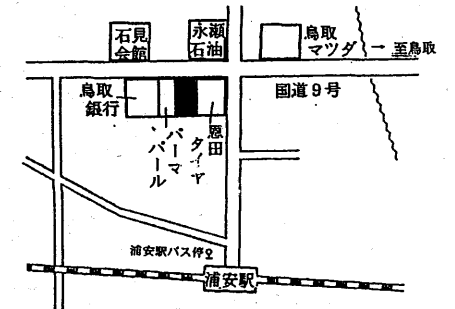 石見
会館
永瀬
石油
鳥取
マツダ
→ 至鳥取
鳥取
銀行
国道9号
パーマ
パール
恩田
タイヤ
浦安駅バス停
浦安駅